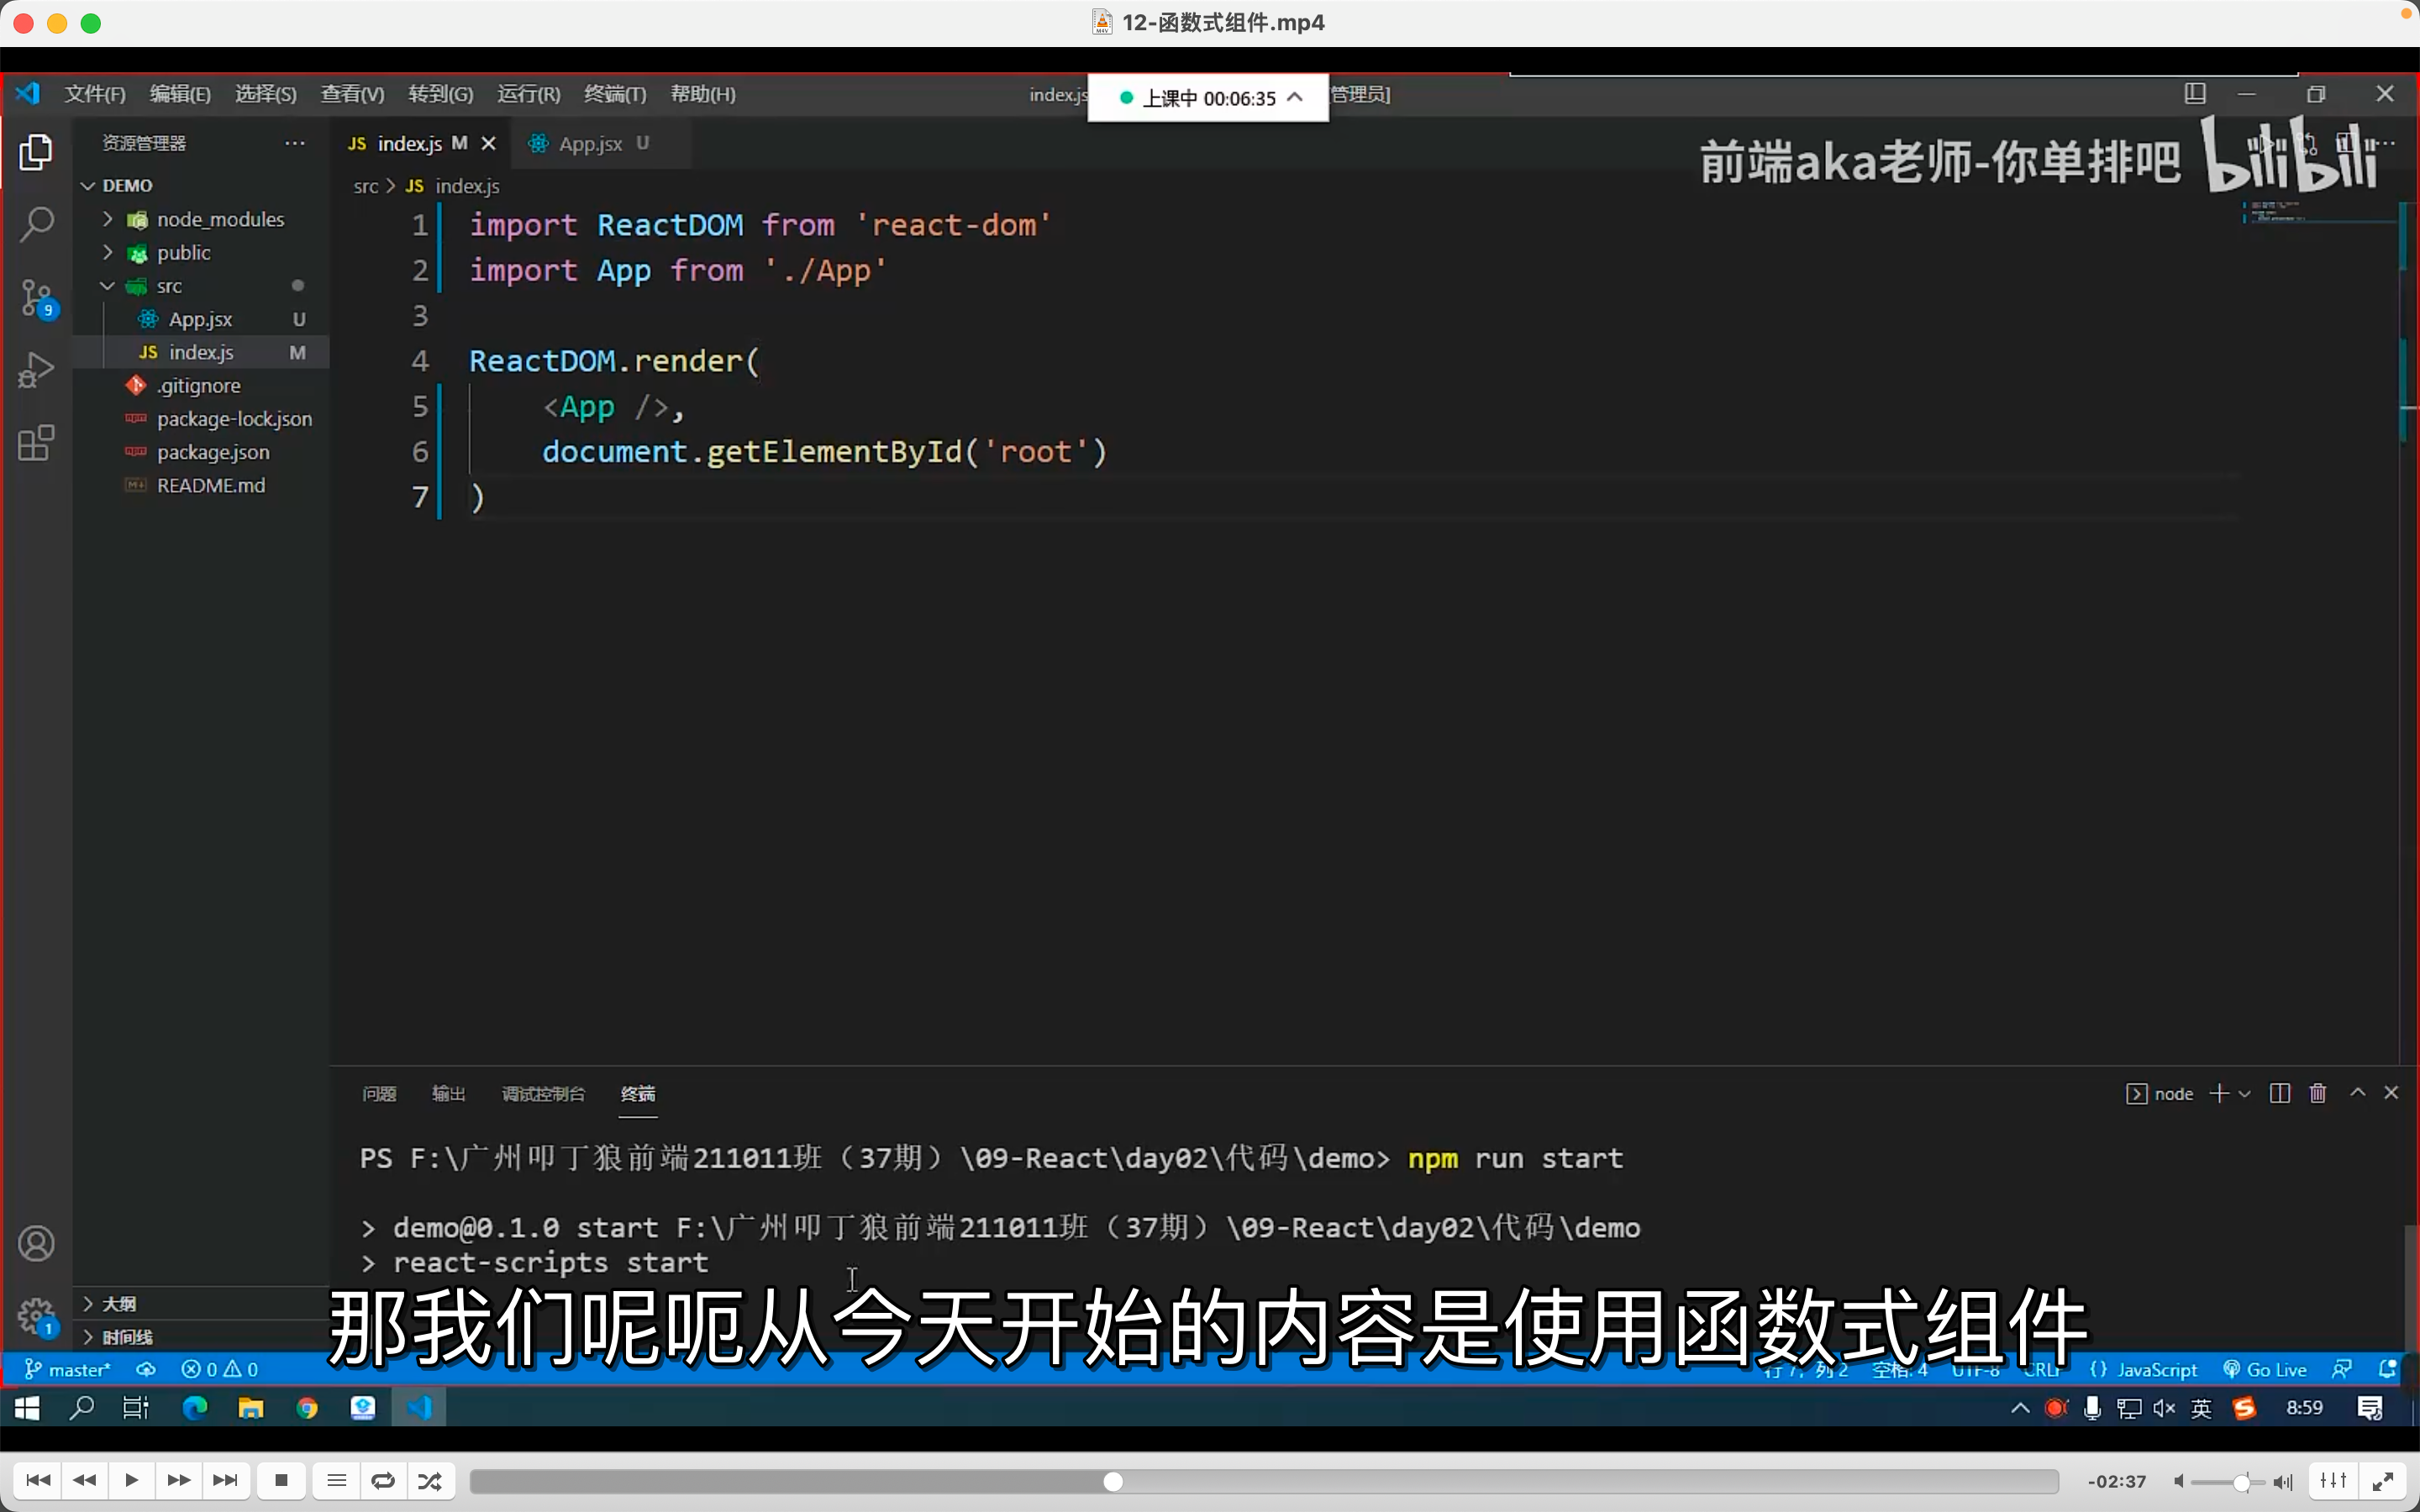 12-函数式组件.mp4
文件(F) 编辑(E) 选择(S) 查看(V) 转到(G) 运行(R) 终端(T) 帮助(H)
index.js
上课中 00:06:35
管理员]
资源管理器
index.js M
App.jsx U
前端aka老师-你单排吧 bilibili
DEMO
src > JS index.js
node_modules
public
src
App.jsx U
JS index.js M
.gitignore
package-lock.json
package.json
README.md
1 import ReactDOM from 'react-dom'
2 import App from './App'
3
4 ReactDOM.render(
5 <App />,
6 document.getElementById('root')
7 )
9
问题 输出 调试控制台 终端
node
PS F:\广州叩丁狼前端211011班（37期）\09-React\day02\代码\demo> npm run start
> demo@0.1.0 start F:\广州叩丁狼前端211011班（37期）\09-React\day02\代码\demo
> react-scripts start
大纲
时间线
1
那我们呢呃从今天开始的内容是使用函数式组件
master* 0 0
行 7, 列 2 空格: 4 UTF-8 CRLF {} JavaScript Go Live
英 8:59
-02:37